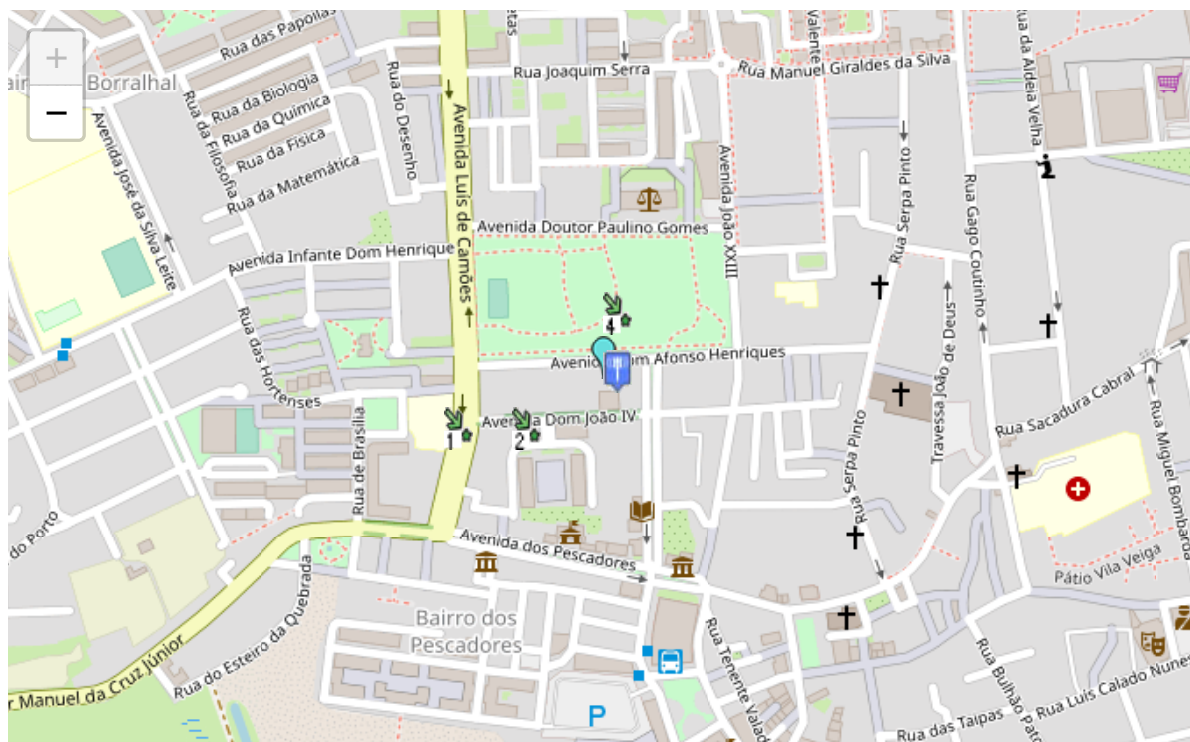 Rua das Papoilas
Borralhal
Rua da Biologia
Rua da Química
Rua da Física
Rua da Matemática
Rua da Filosofia
Rua do Desenho
Avenida José da Silva Leite
Avenida Luís de Camões
Rua Joaquim Serra
Rua Manuel Giraldes da Silva
Valente
Rua da Aldeia Velha
Avenida Doutor Paulino Gomes
Avenida João XXIII
Rua Serpa Pinto
Rua Gago Coutinho
Avenida Infante Dom Henrique
4
Afonso Henriques
Travessa João de Deus
Rua das Hortenses
Rua de Brasília
1
2
Dom João IV
Rua Serpa Pinto
Rua Sacadura Cabral
Rua Miguel Bombarda
do Porto
Avenida dos Pescadores
Pátio Vila Veiga
Bairro dos
Pescadores
Rua do Esteiro da Quebrada
r Manuel da Cruz Júnior
Rua Tenente Valad
P
Rua Bulhão Pato
Rua das Taipas
Rua Luís Calado Nunes